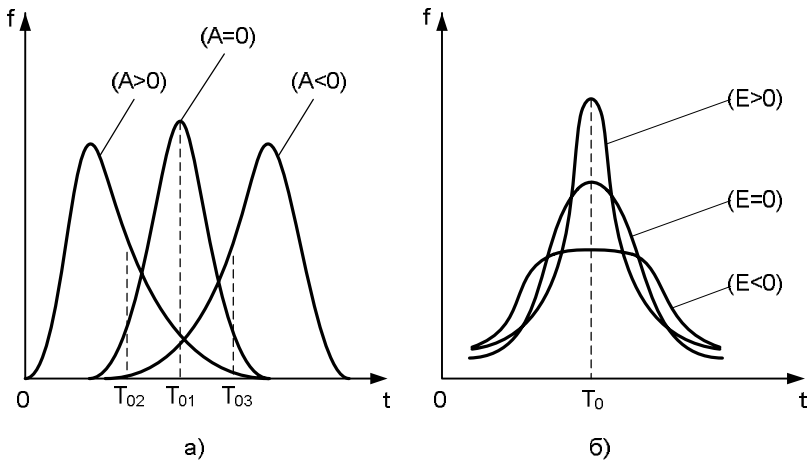 f
(A>0)
(A=0)
(A<0)
0
T02
T01
T03
t
а)
f
(E>0)
(E=0)
(E<0)
0
T0
t
б)